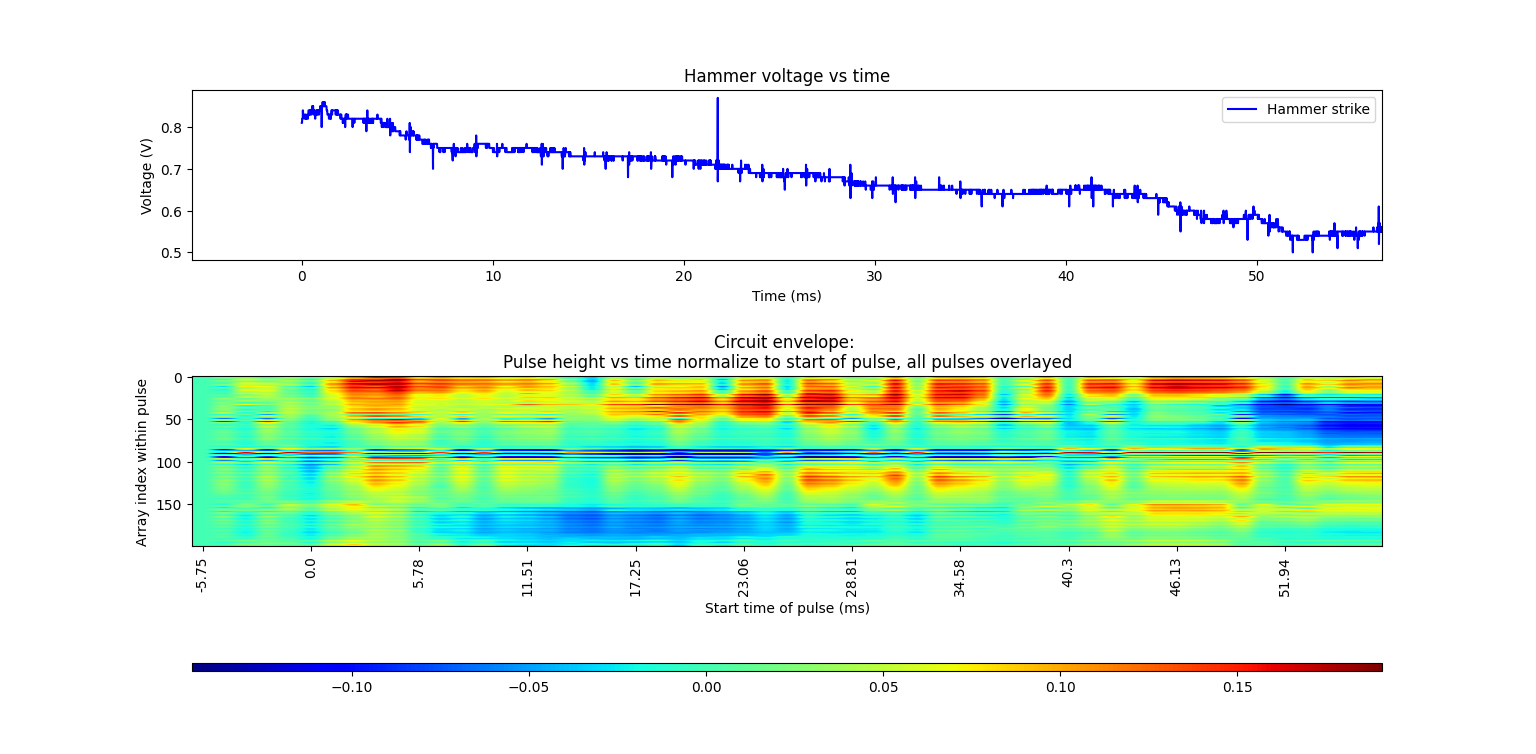 Hammer voltage vs time
Hammer strike
Voltage (V)
0.8
0.7
0.6
0.5
0 10 20 30 40 50
Time (ms)
Circuit envelope:
Pulse height vs time normalize to start of pulse, all pulses overlayed
Array index within pulse
0
50
100
150
-5.75 0.0 5.78 11.51 17.25 23.06 28.81 34.58 40.3 46.13 51.94
Start time of pulse (ms)
−0.10 −0.05 0.00 0.05 0.10 0.15